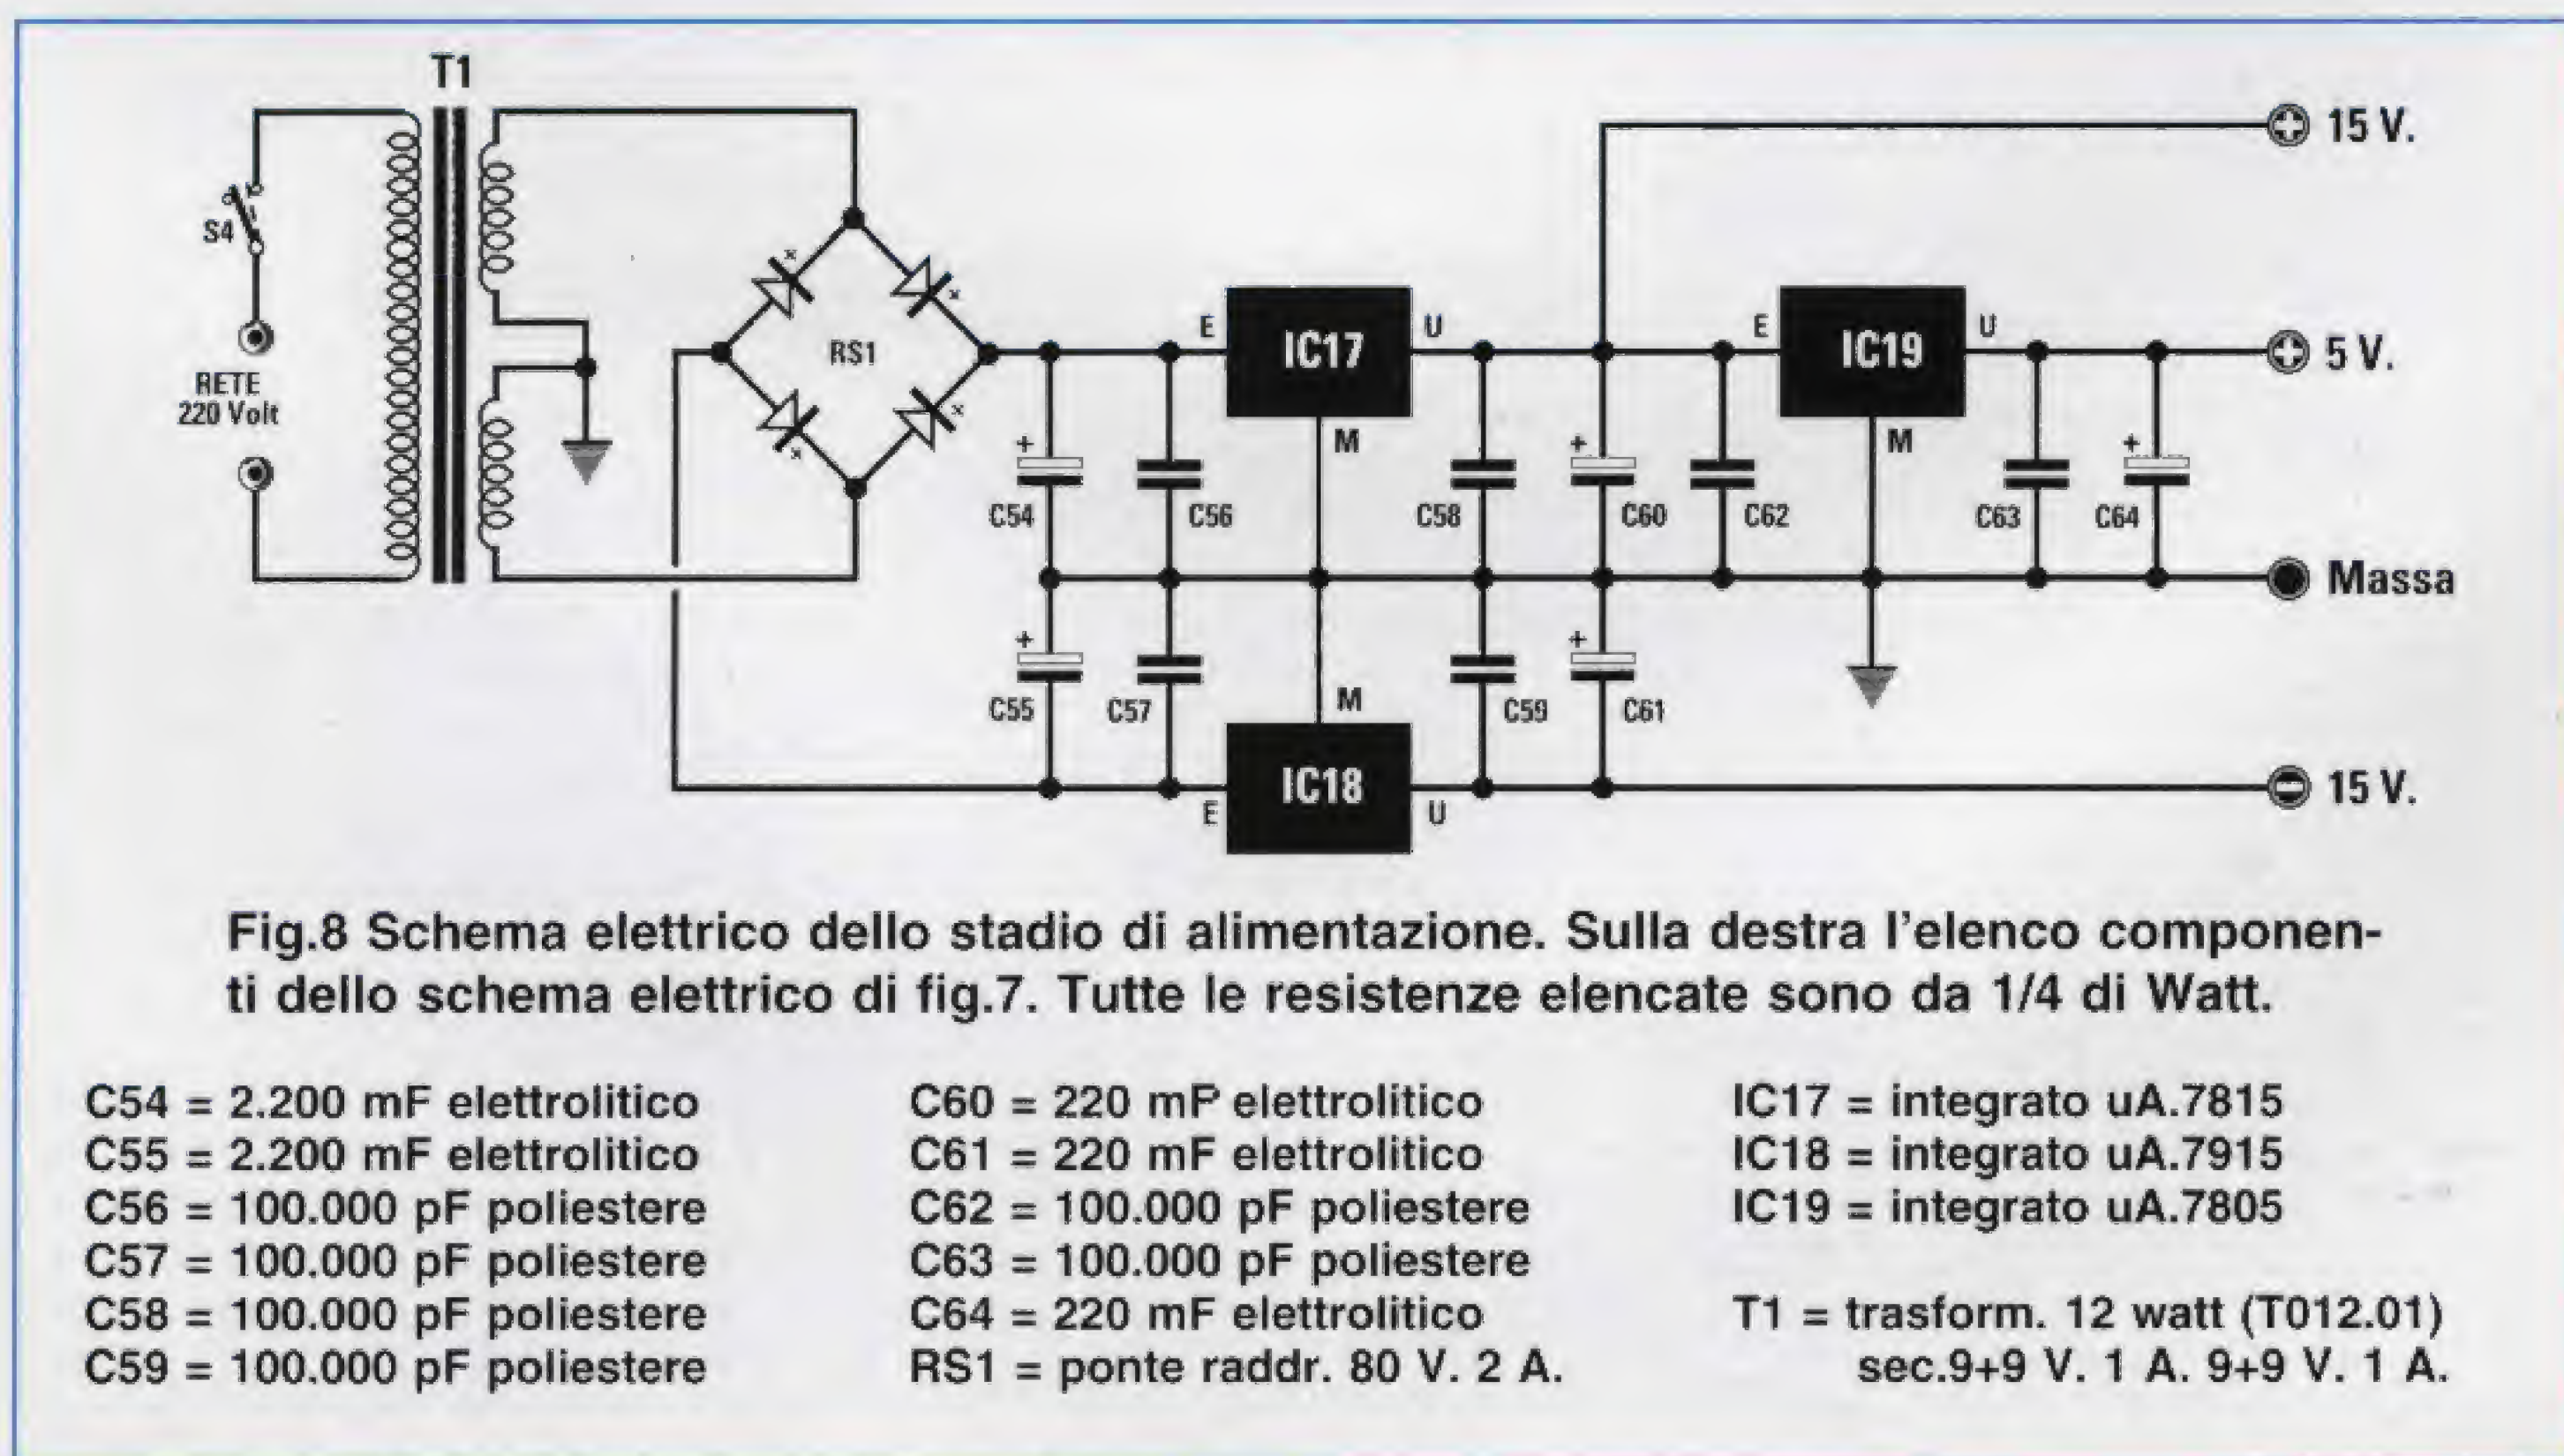 T1
15 V.
S4
RETE
220 Volt
RS1
E
IC17
U
E
IC19
U
5 V.
M
M
+
+
+
C54
C56
C58
C60
C62
C63
C64
Massa
+
+
C55
C57
M
C59
C61
E
IC18
U
15 V.
Fig.8 Schema elettrico dello stadio di alimentazione. Sulla destra l'elenco componen-
ti dello schema elettrico di fig.7. Tutte le resistenze elencate sono da 1/4 di Watt.
C54 = 2.200 mF elettrolitico
C55 = 2.200 mF elettrolitico
C56 = 100.000 pF poliestere
C57 = 100.000 pF poliestere
C58 = 100.000 pF poliestere
C59 = 100.000 pF poliestere
C60 = 220 mP elettrolitico
C61 = 220 mF elettrolitico
C62 = 100.000 pF poliestere
C63 = 100.000 pF poliestere
C64 = 220 mF elettrolitico
RS1 = ponte raddr. 80 V. 2 A.
IC17 = integrato uA.7815
IC18 = integrato uA.7915
IC19 = integrato uA.7805
T1 = trasform. 12 watt (T012.01)
sec.9+9 V. 1 A. 9+9 V. 1 A.